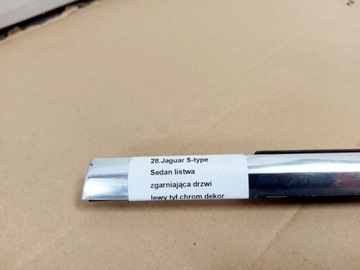 28.Jaguar S-type
Sedan listwa
zgarniająca drzwi
lewy tył chrom dekor